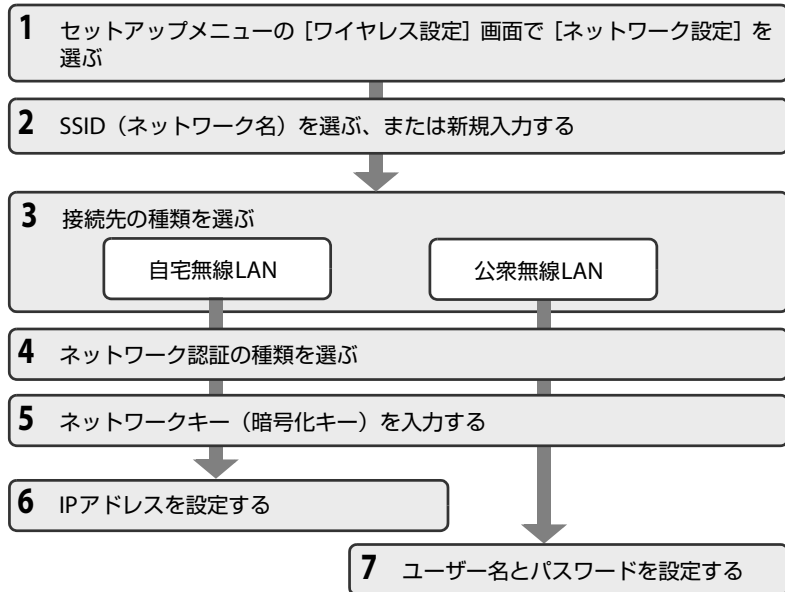 1 セットアップメニューの［ワイヤレス設定］画面で［ネットワーク設定］を
選ぶ
2 SSID（ネットワーク名）を選ぶ、または新規入力する
3 接続先の種類を選ぶ
自宅無線LAN
公衆無線LAN
4 ネットワーク認証の種類を選ぶ
5 ネットワークキー（暗号化キー）を入力する
6 IPアドレスを設定する
7 ユーザー名とパスワードを設定する